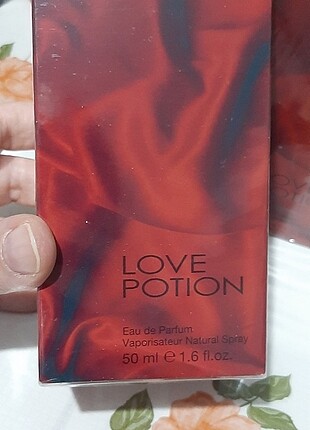 LOVE
POTION
Eau de Parfum
Vaporisateur Natural Spray
50 ml e 1.6 fl.oz.